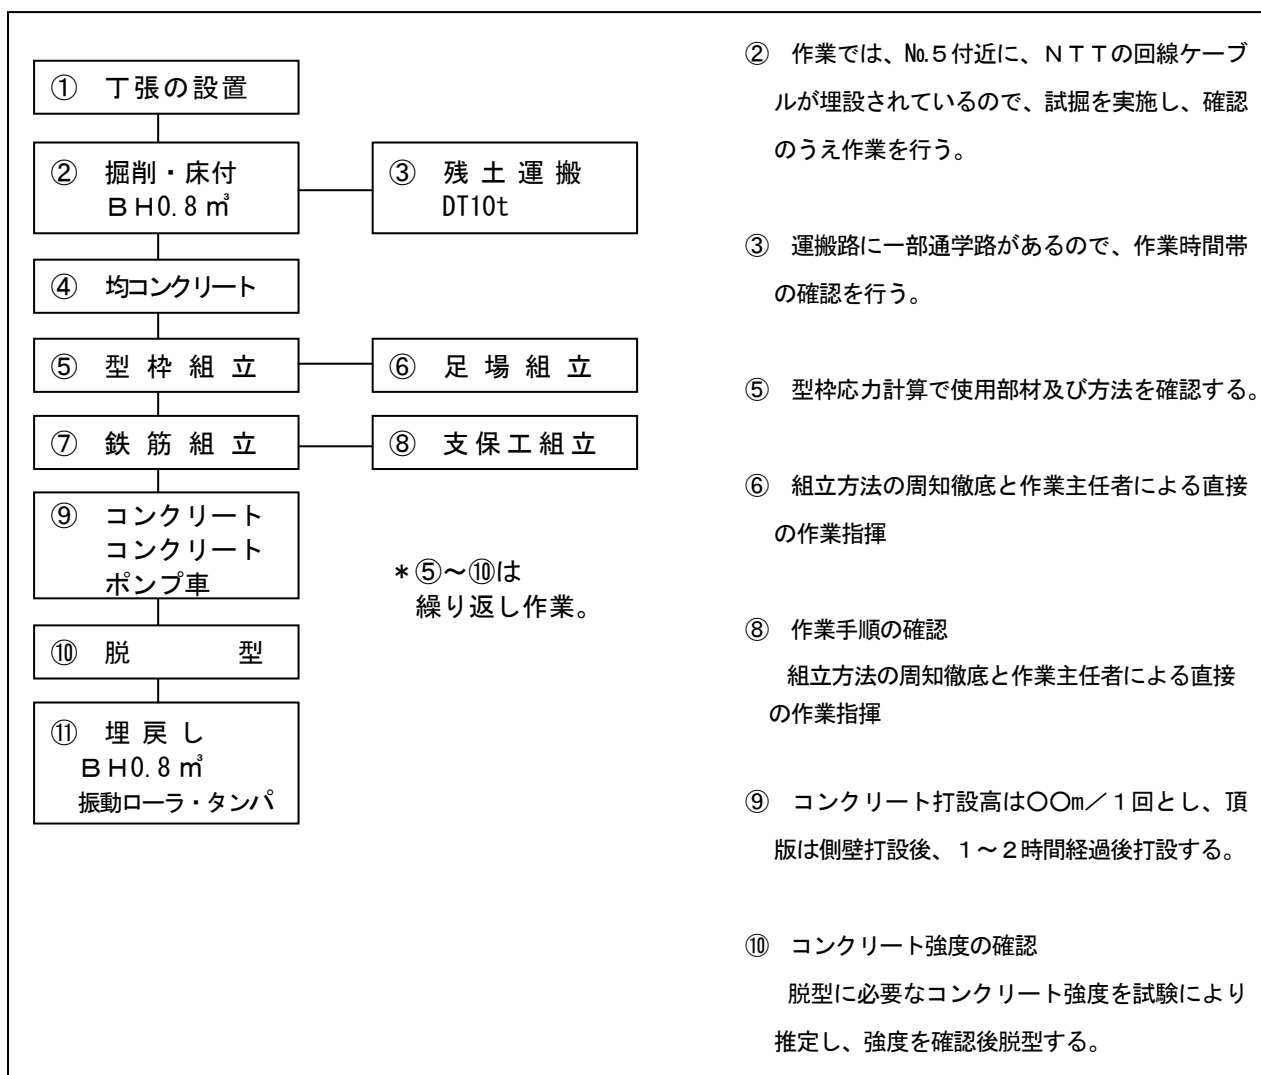 ① 丁張の設置
② 掘削・床付
ＢＨ0.8㎥
③ 残土運搬
DT10t
④ 均コンクリート
⑤ 型枠組立
⑥ 足場組立
⑦ 鉄筋組立
⑧ 支保工組立
⑨ コンクリート
コンクリート
ポンプ車
＊⑤～⑩は
繰り返し作業。
⑩ 脱　　型
⑪ 埋戻し
ＢＨ0.8㎥
振動ローラ・タンパ
②　作業では、№５付近に、ＮＴＴの回線ケーブ
ルが埋設されているので、試掘を実施し、確認
のうえ作業を行う。
③　運搬路に一部通学路があるので、作業時間帯
の確認を行う。
⑤　型枠応力計算で使用部材及び方法を確認する。
⑥　組立方法の周知徹底と作業主任者による直接
の作業指揮
⑧　作業手順の確認
組立方法の周知徹底と作業主任者による直接
の作業指揮
⑨　コンクリート打設高は〇〇m／１回とし、頂
版は側壁打設後、１～２時間経過後打設する。
⑩　コンクリート強度の確認
脱型に必要なコンクリート強度を試験により
推定し、強度を確認後脱型する。